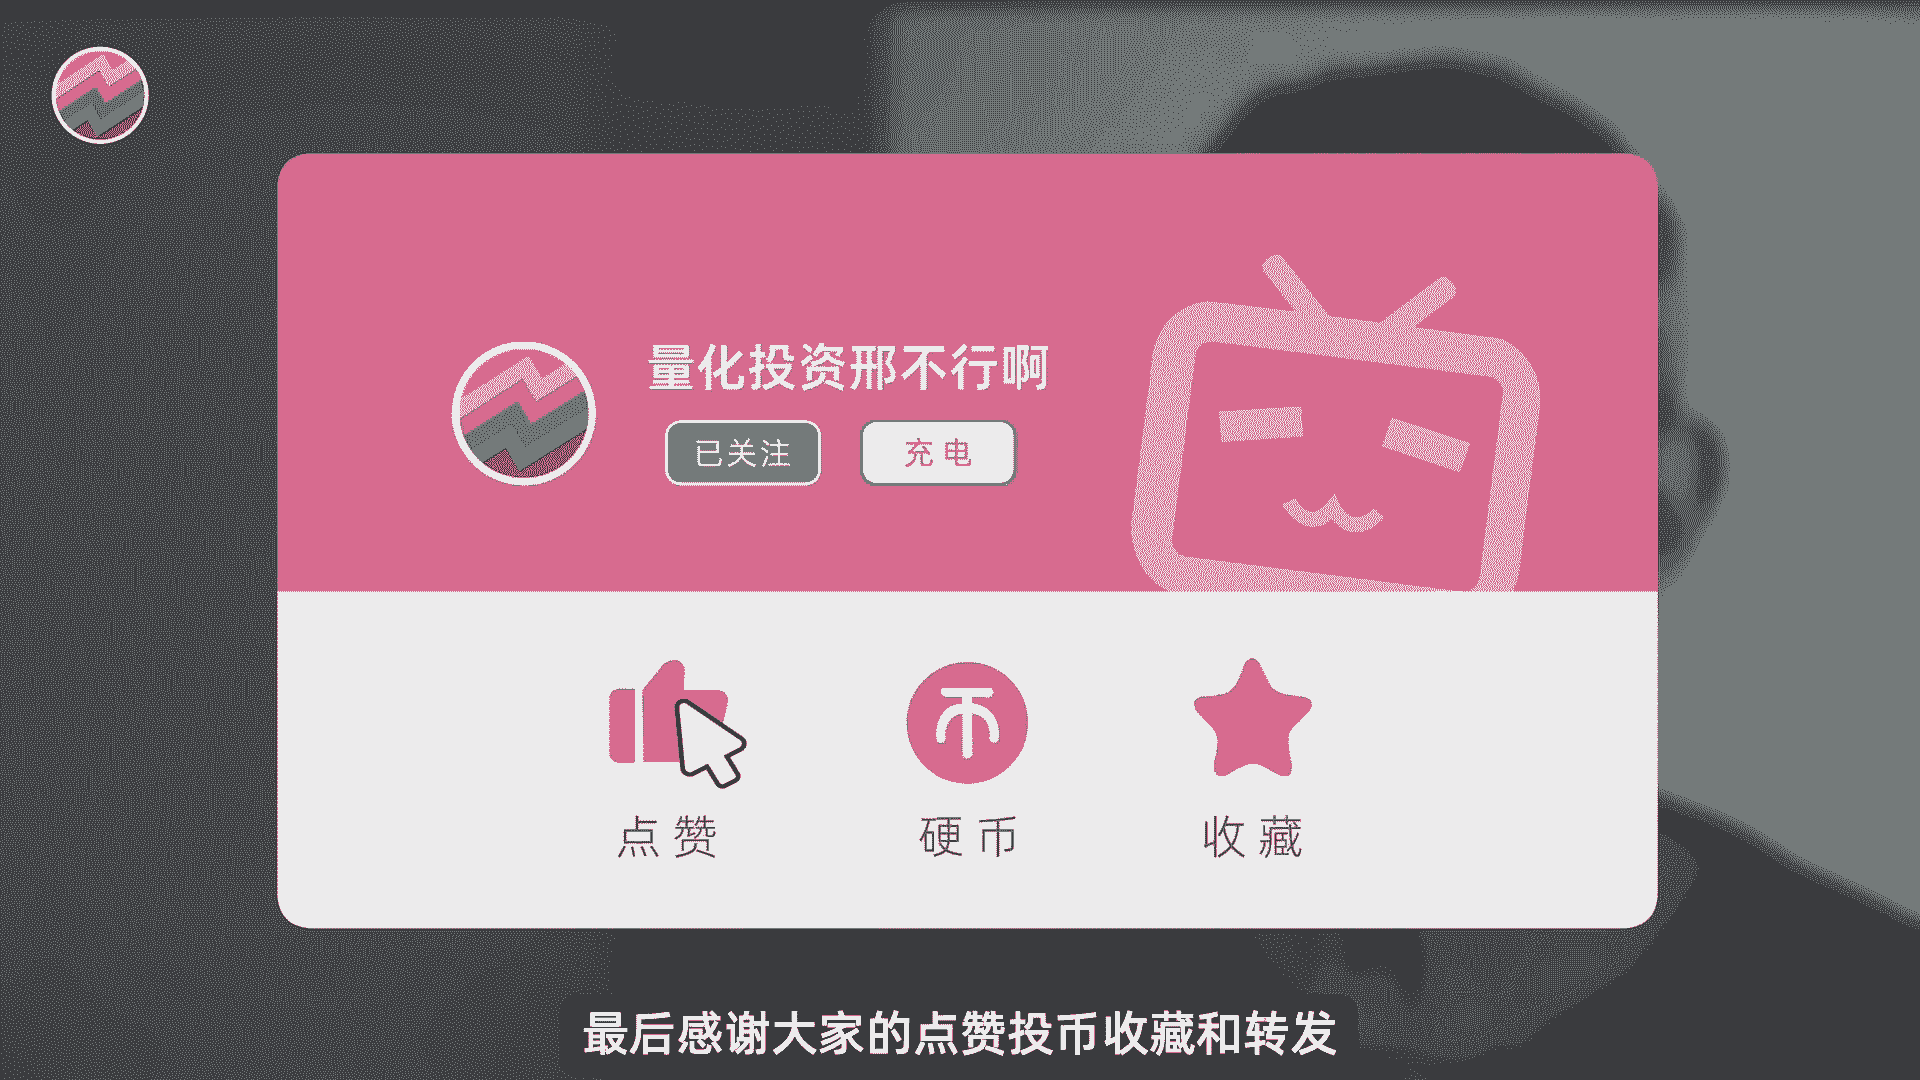 量化投资邢不行啊
已关注
充电
点赞
硬币
收藏
最后感谢大家的点赞投币收藏和转发